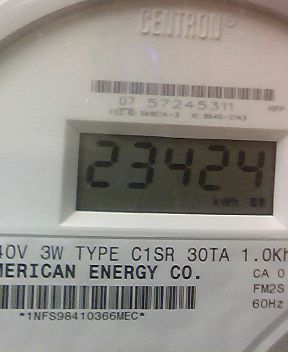 CENTRON
07 57245311
23424
kWh
40V 3W TYPE C1SR 30TA 1.0Kh
MERICAN ENERGY CO.
CA 0
FM2S
60Hz
*1NFS98410366MEC*